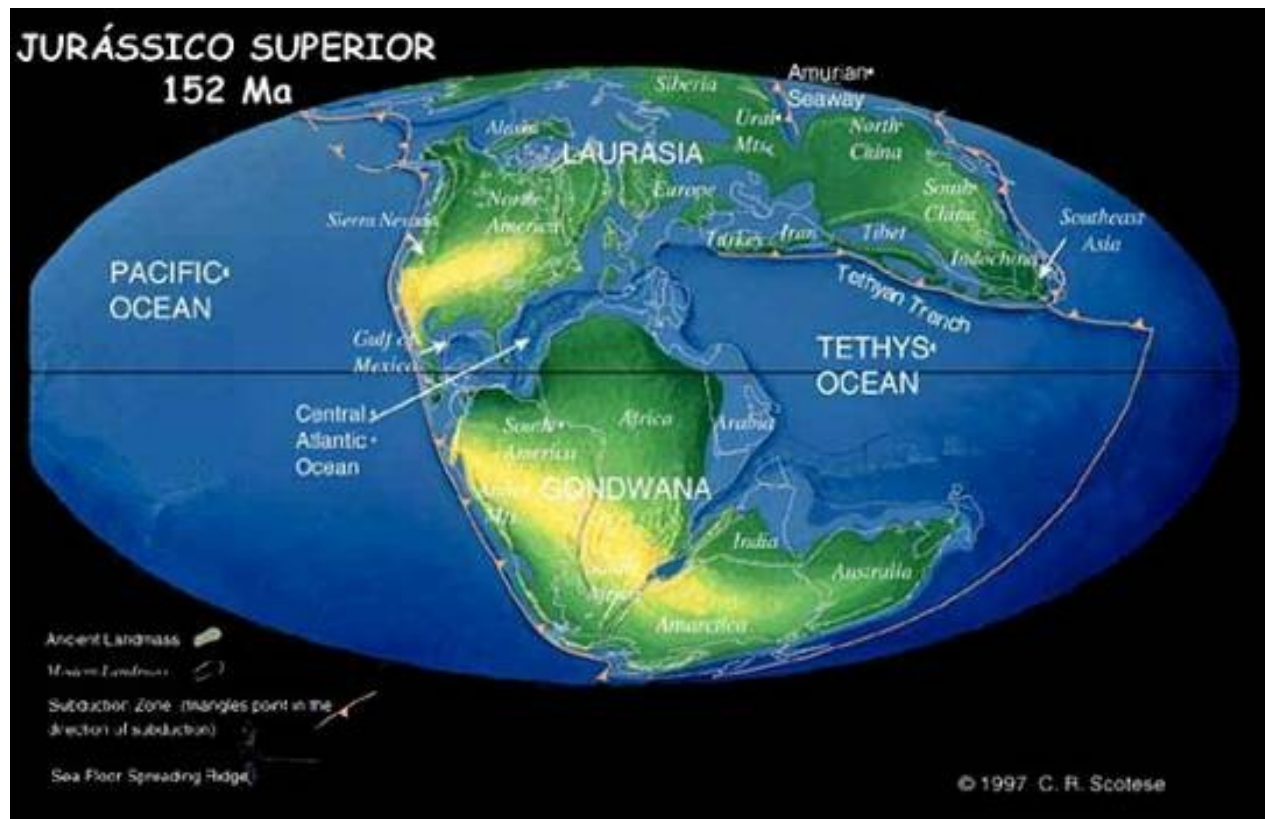 JURÁSSICO SUPERIOR
152 Ma
Amurian
Seaway
Siberia
Ural
Mts
North
China
Alaska
LAURASIA
Europe
North
America
South
China
Southeast
Asia
Sierra Nevada
Turkey
Iran
Tibet
Indochina
PACIFIC
OCEAN
Tethyan Trench
Gulf of
Mexico
TETHYS
OCEAN
Central
Atlantic
Ocean
South
America
Africa
Arabia
GONDWANA
Mt
India
Australia
Antarctica
Ancient Landmass
Modern Landmass
Subduction Zone (triangles point in the
direction of subduction)
Sea Floor Spreading Ridge
© 1997 C. R. Scotese